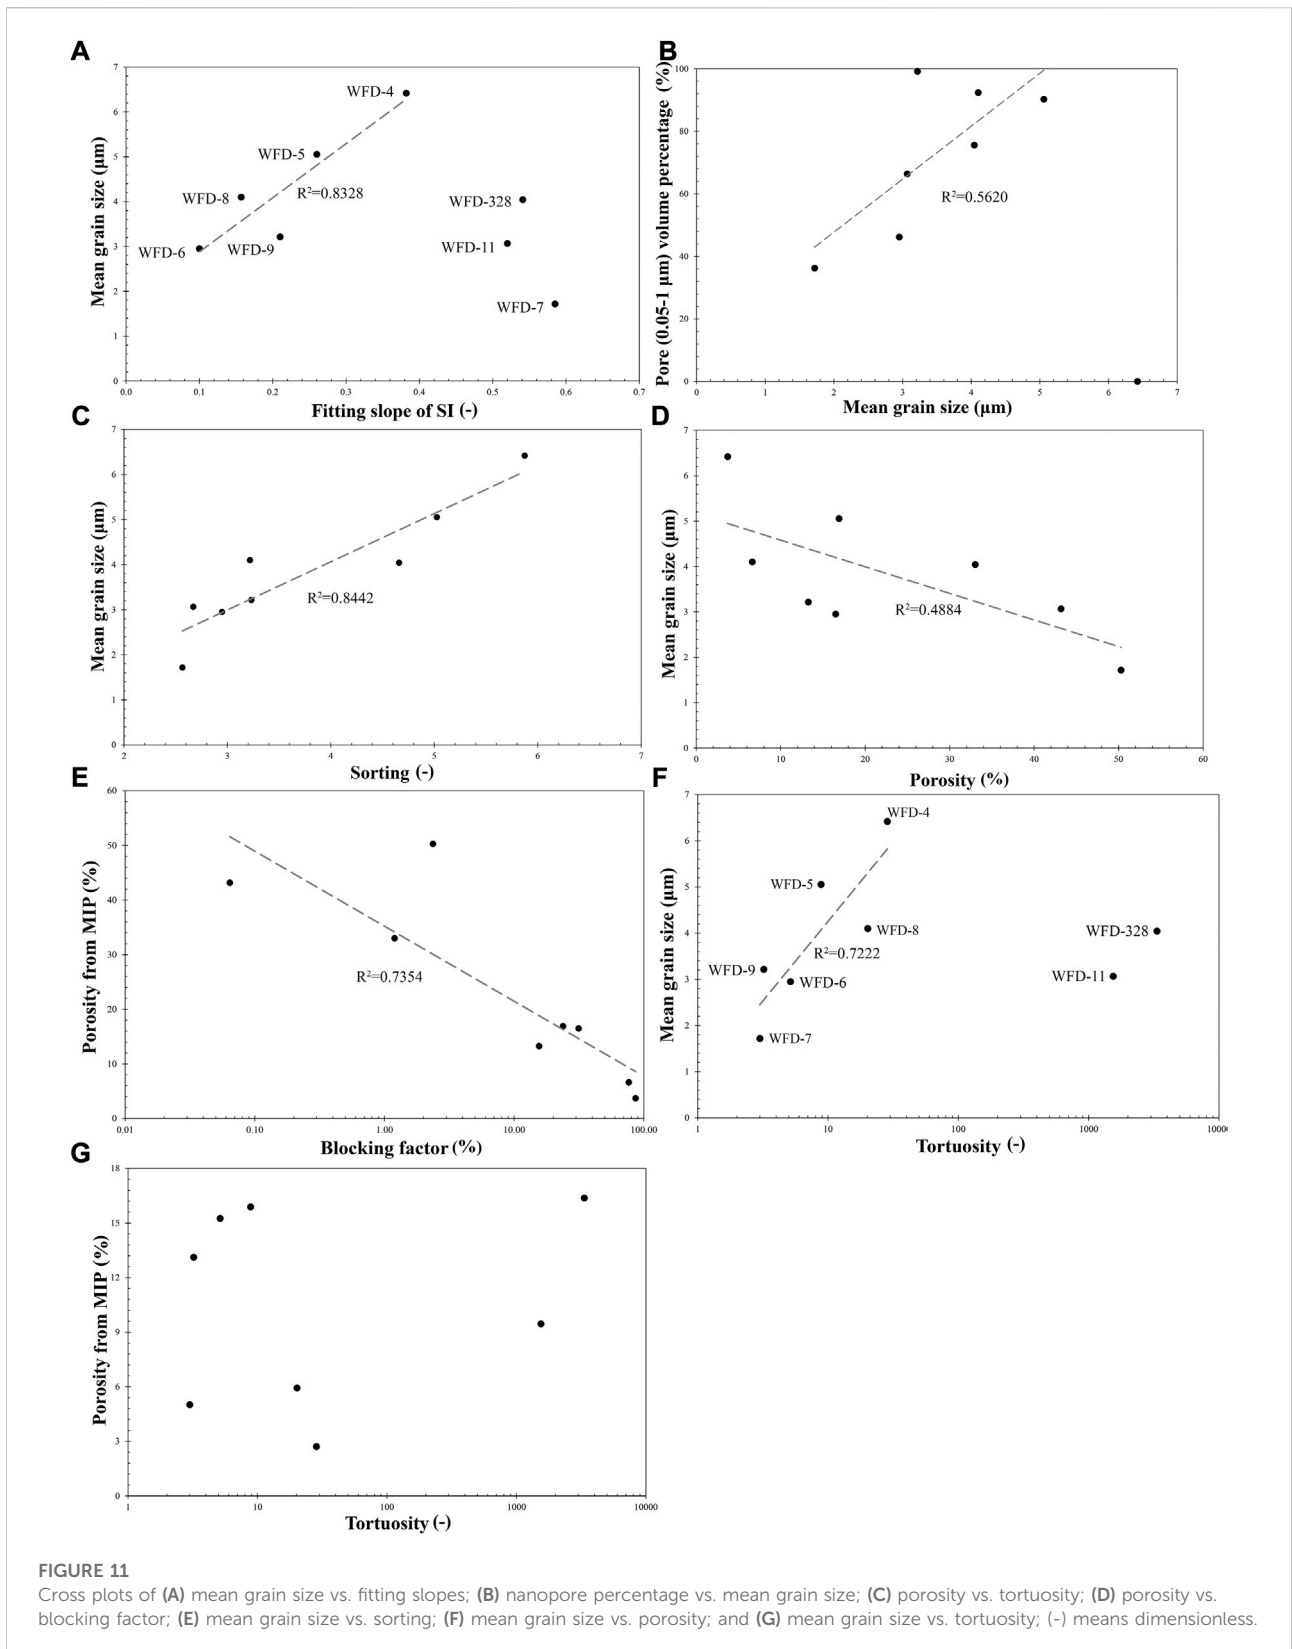 A
B
Mean grain size (μm)
7
6
5
4
3
2
1
0
WFD-4
WFD-5
WFD-8
R²=0.8328
WFD-328
WFD-6
WFD-9
WFD-11
WFD-7
0.0 0.1 0.2 0.3 0.4 0.5 0.6 0.7
Fitting slope of SI (-)
Pore (0.05-1 μm) volume percentage (%)
100
80
60
40
20
0
R²=0.5620
0 1 2 3 4 5 6 7
Mean grain size (μm)
C
D
Mean grain size (μm)
7
6
5
4
3
2
1
0
R²=0.8442
2 3 4 5 6 7
Sorting (-)
Mean grain size (μm)
7
6
5
4
3
2
1
0
R²=0.4884
0 10 20 30 40 50 60
Porosity (%)
E
F
Porosity from MIP (%)
60
50
40
30
20
10
0
R²=0.7354
0.01 0.10 1.00 10.00 100.00
Blocking factor (%)
Mean grain size (μm)
7
6
5
4
3
2
1
0
WFD-4
WFD-5
WFD-8
WFD-328
R²=0.7222
WFD-9
WFD-6
WFD-11
WFD-7
1 10 100 1000 1000
Tortuosity (-)
G
Porosity from MIP (%)
18
15
12
9
6
3
0
1 10 100 1000 10000
Tortuosity (-)
FIGURE 11
Cross plots of (A) mean grain size vs. fitting slopes; (B) nanopore percentage vs. mean grain size; (C) porosity vs. tortuosity; (D) porosity vs.
blocking factor; (E) mean grain size vs. sorting; (F) mean grain size vs. porosity; and (G) mean grain size vs. tortuosity; (-) means dimensionless.